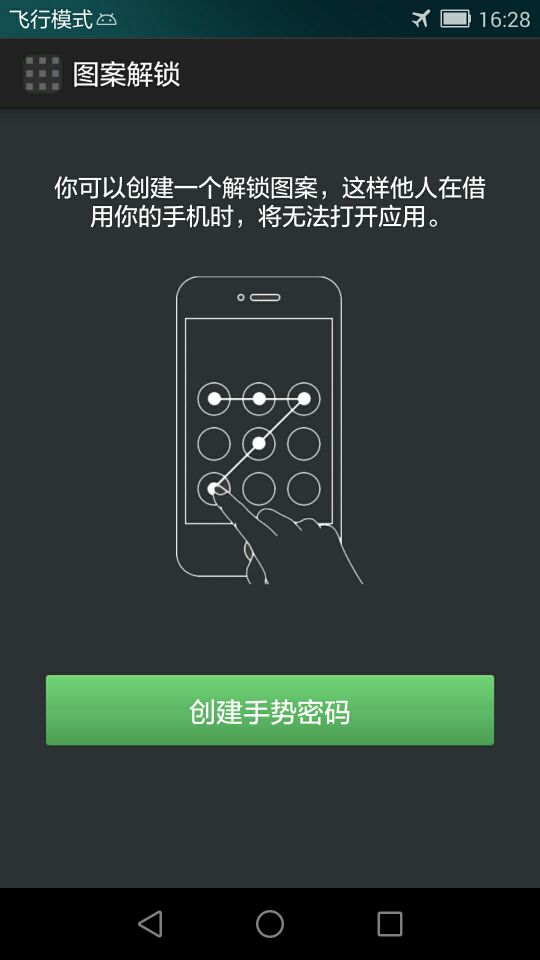 飞行模式 16:28
图案解锁
你可以创建一个解锁图案，这样他人在借
用你的手机时，将无法打开应用。
创建手势密码